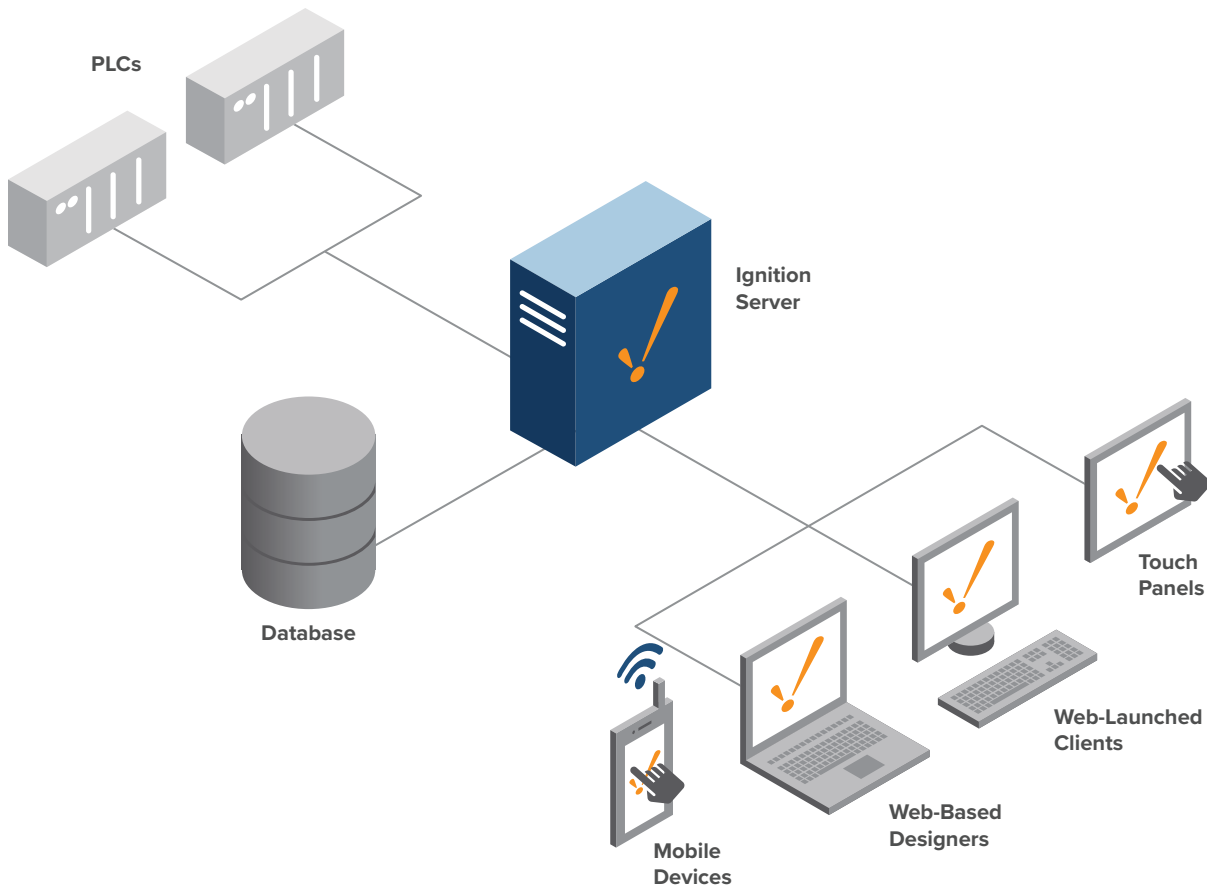 PLCs
Ignition
Server
Database
Touch
Panels
Web-Launched
Clients
Web-Based
Designers
Mobile
Devices